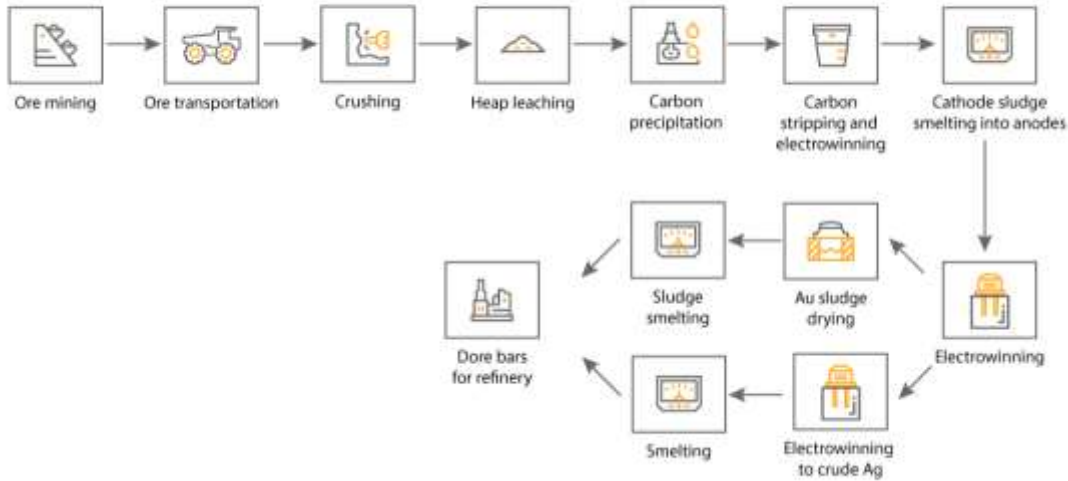 Ore mining
Ore transportation
Crushing
Heap leaching
Carbon
precipitation
Carbon
stripping and
electrowinning
Cathode sludge
smelting into anodes
Electrowinning
Au sludge
drying
Sludge
smelting
Dore bars
for refinery
Electrowinning
to crude Ag
Smelting